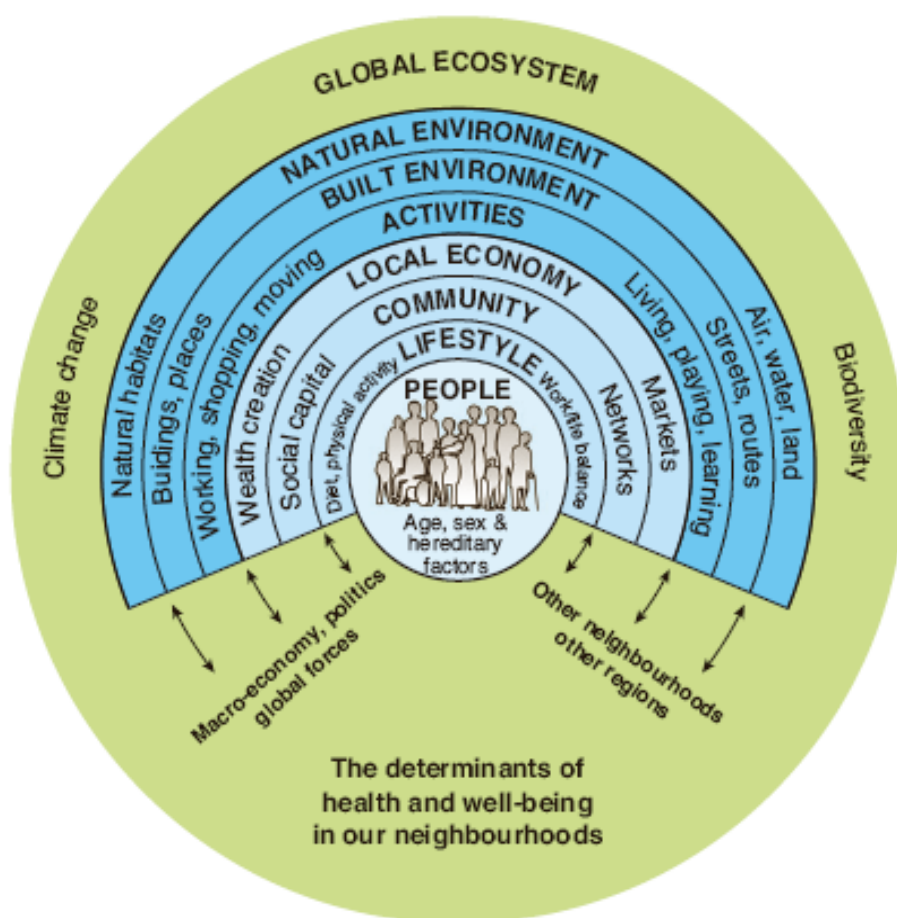 GLOBAL ECOSYSTEM
NATURAL ENVIRONMENT
BUILT ENVIRONMENT
ACTIVITIES
LOCAL ECONOMY
COMMUNITY
LIFESTYLE
PEOPLE
Age, sex &
hereditary
factors
Climate change
Natural habitats
Buidings, places
Working, shopping, moving
Wealth creation
Social capital
Diet, physical activity
Work/life balance
Networks
Markets
Living, playing, learning
Streets, routes
Air, water, land
Biodiversity
Macro-economy, politics
global forces
Other neighbourhoods
other regions
The determinants of
health and well-being
in our neighbourhoods